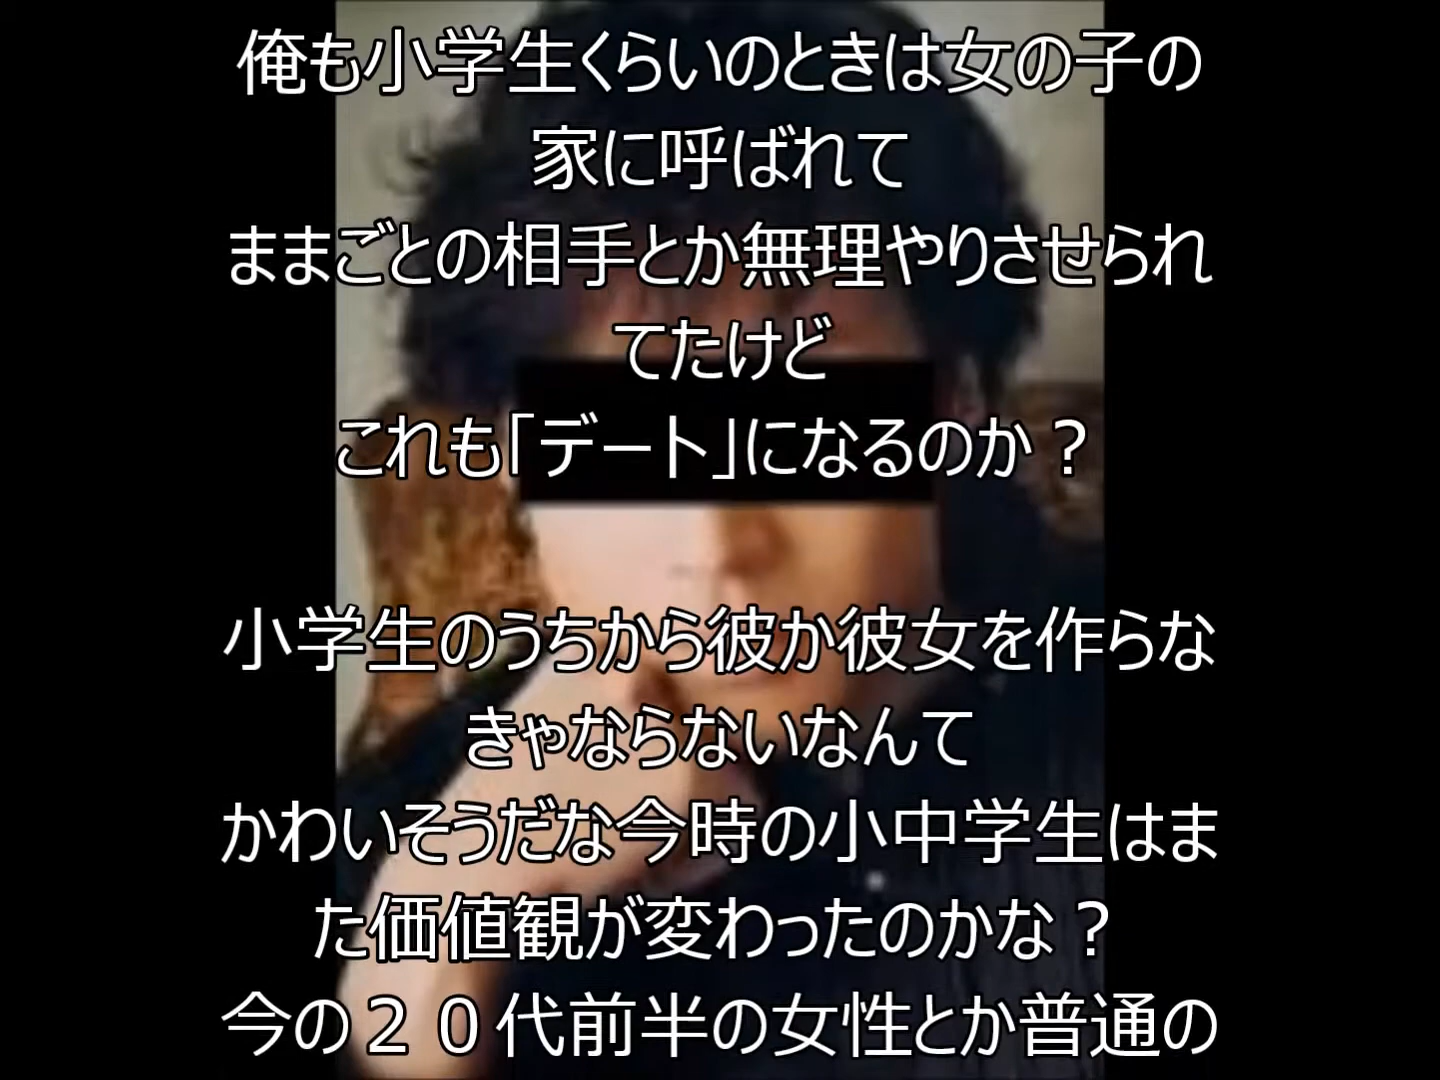 俺も小学生くらいのときは女の子の
家に呼ばれて
ままごとの相手とか無理やりさせられ
てたけど
これも「デート」になるのか？
小学生のうちから彼か彼女を作らな
きゃならないなんて
かわいそうだな今時の小中学生はま
た価値観が変わったのかな？
今の２０代前半の女性とか普通の